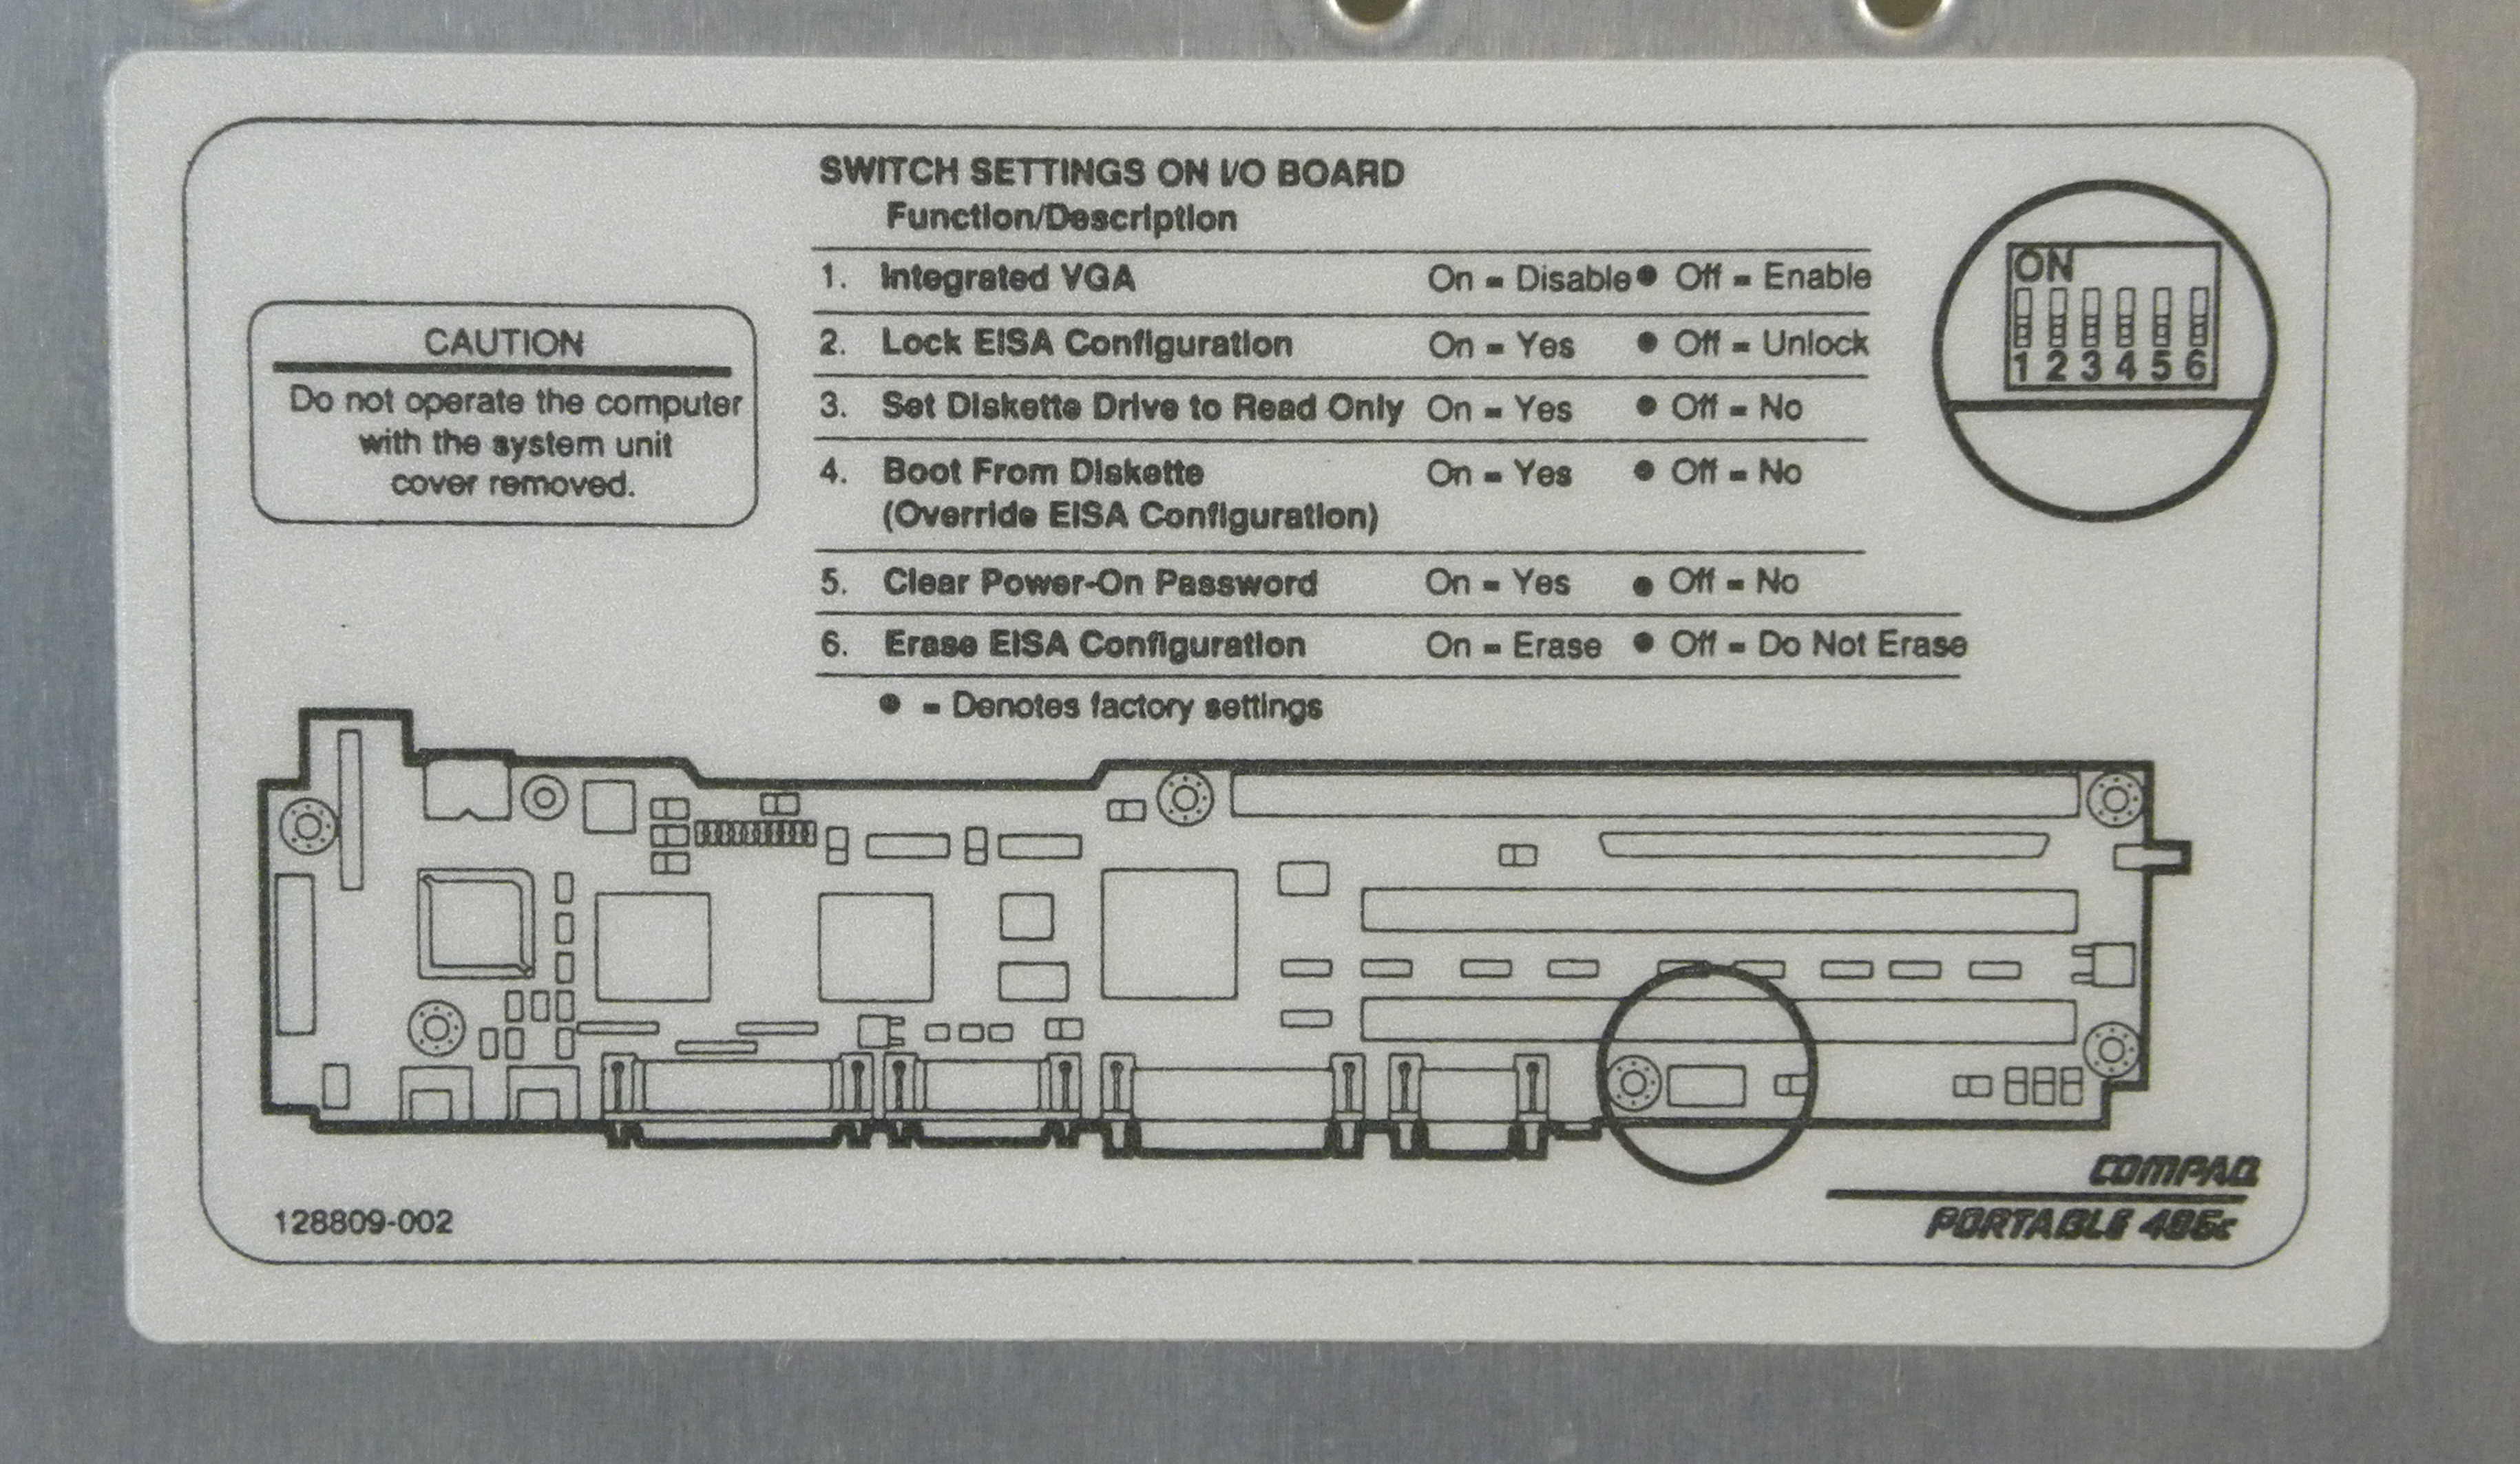 SWITCH SETTINGS ON I/O BOARD
Function/Description
1. Integrated VGA On = Disable ● Off = Enable
2. Lock EISA Configuration On = Yes ● Off = Unlock
3. Set Diskette Drive to Read Only On = Yes ● Off = No
4. Boot From Diskette On = Yes ● Off = No
(Override EISA Configuration)
5. Clear Power-On Password On = Yes ● Off = No
6. Erase EISA Configuration On = Erase ● Off = Do Not Erase
● = Denotes factory settings
CAUTION
Do not operate the computer
with the system unit
cover removed.
ON
1 2 3 4 5 6
128809-002
COMPAQ
PORTABLE 486c